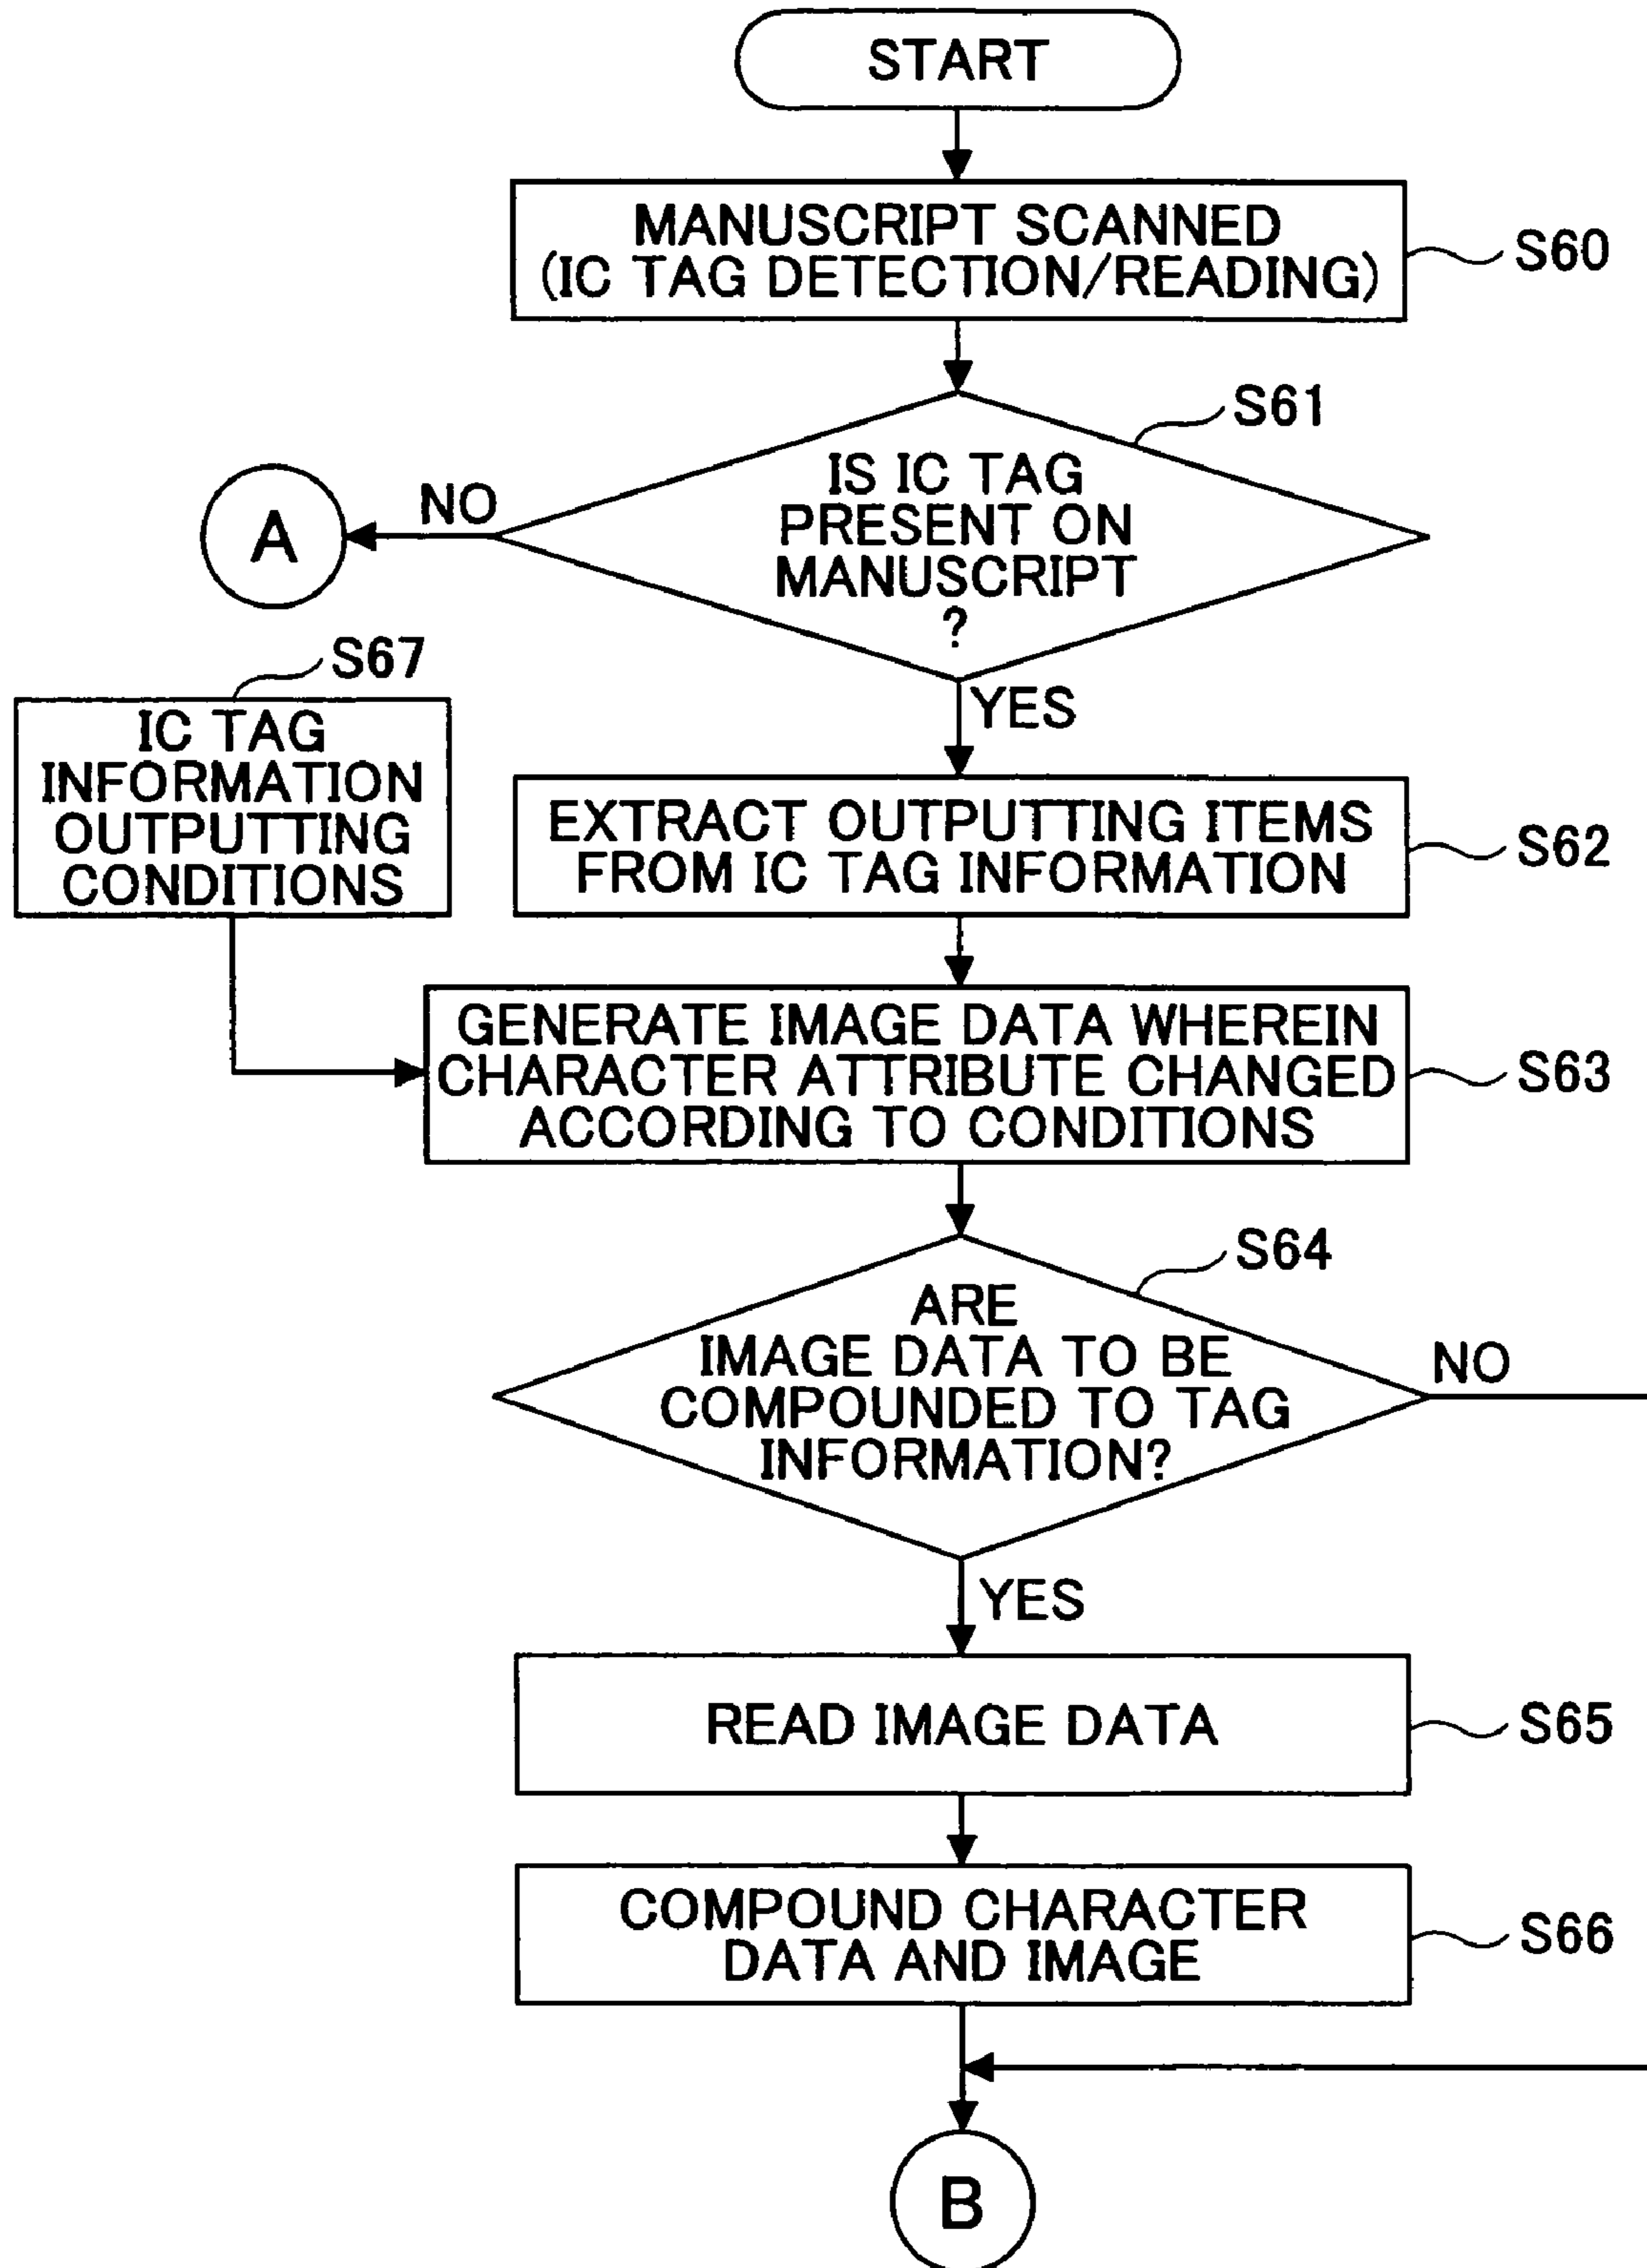 START
MANUSCRIPT SCANNED
(IC TAG DETECTION/READING)
S60
S61
IS IC TAG
PRESENT ON
MANUSCRIPT
?
NO
A
YES
S67
IC TAG
INFORMATION
OUTPUTTING
CONDITIONS
EXTRACT OUTPUTTING ITEMS
FROM IC TAG INFORMATION
S62
GENERATE IMAGE DATA WHEREIN
CHARACTER ATTRIBUTE CHANGED
ACCORDING TO CONDITIONS
S63
S64
ARE
IMAGE DATA TO BE
COMPOUNDED TO TAG
INFORMATION?
NO
YES
READ IMAGE DATA
S65
COMPOUND CHARACTER
DATA AND IMAGE
S66
B